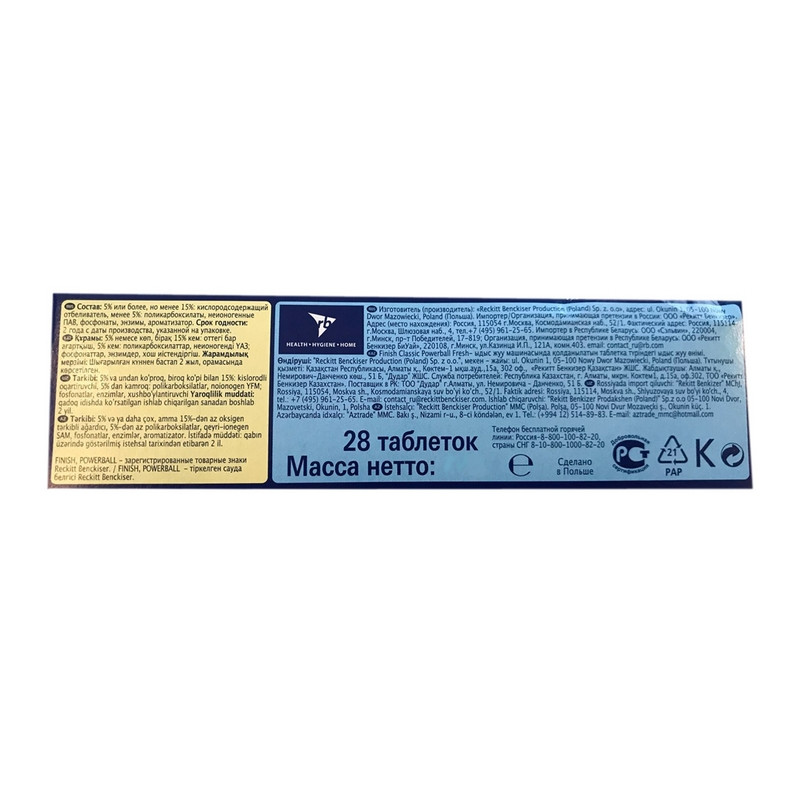 Состав: 5% или более, но менее 15%: кислородсодержащий
отбеливатель, менее 5%: поликарбоксилаты, неионогенные
ПАВ, фосфонаты, энзимы, ароматизатор. Срок годности:
2 года с даты производства, указанной на упаковке.
Құрамы: 5% немесе көп, бірақ 15% кем: оттегі бар
ағартқыш, 5% кем: поликарбоксилаттар, неионогенді ҮАЗ;
фосфонаттар, энзимдер, хош иістендіргіш. Жарамдылық
мерзімі: Шығарылған күннен бастап 2 жыл, орамасында
көрсетілген.
Tarkibi: 5% va undan ko'proq, biroq ko'pi bilan 15%: kislorodli
oqartiruvchi, 5% dan kamroq: polikarboksilatlar, noionogen YFM;
fosfonatlar, enzimlar, xushbo'ylantiruvchi Yaroqlilik muddati:
qadoq idishda ko'rsatilgan ishlab chiqarilgan sanadan boshlab
2 yil.
Tərkibi: 5% və ya daha çox, amma 15%-dən az oksigen
tərkibli ağardıcı, 5%-dən az polikarboksilatlar, qeyri-ionogen
SAM, fosfonatlar, enzimlər, aromatizator. İstifadə müddəti: qabın
üzərində göstərilmiş istehsal tarixindən etibarən 2 il.
FINISH, POWERBALL – зарегистрированные товарные знаки
Reckitt Benckiser. / FINISH, POWERBALL – тіркелген сауда
белгісі Reckitt Benckiser.
HEALTH • HYGIENE • HOME
Изготовитель (производитель): «Reckitt Benckiser Production (Poland) Sp. z o.o», адрес: ul. Okunin 1, 05-100 Nowy
Dwor Mazowiecki, Poland (Польша). Импортер/Организация, принимающая претензии в России: ООО «Рекитт Бенкизер»,
Адрес (место нахождения): Россия, 115054 г.Москва, Космодамианская наб., 52/1. Фактический адрес: Россия, 115114
г.Москва, Шлюзовая наб., 4, тел.+7 (495) 961-25-65. Импортер в Республику Беларусь: ООО «Сэльвин», 220004,
г.Минск, пр-т Победителей, 17-819; Организация, принимающая претензии в Республике Беларусь: ООО «Рекитт
Бенкизер БиУай», 220108, г.Минск, ул.Казинца И.П., 121А, комн.403. email: contact_ru@rb.com
Finish Classic Powerball Fresh- ыдыс жуу машинасында қолданылатын таблетка түріндегі ыдыс жуу өнімі.
Өндіруші: "Reckitt Benckiser Production (Poland) Sp. z o.o.", мекен – жайы: ul. Okunin 1, 05-100 Nowy Dwor Mazowiecki, Poland (Польша). Тұтынушы
қызметі: Қазақстан Республикасы, Алматы қ., Көктем-1 ықш.ауд.,15а, 302 оф., «Рекитт Бенкизер Қазақстан» ЖШС. Қабылдаушы: Алматы қ.,
Немирович-Данченко көш., 51 Б, "Дудар" ЖШС. Служба потребителей: Республика Казахстан, г. Алматы, мкрн. Коктем1, д.15а, оф.302, ТОО "Рекитт
Бенкизер Казахстан". Поставщик в РК: ТОО "Дудар" г.Алматы, ул. Немировича – Данченко, 51 Б. Rossiyada import qiluvchi: "Rekitt Benkizer" MChJ,
Rossiya, 115054, Moskva sh., Kosmodamianskaya suv bo'yi ko'ch., 52/1. Faktik adresi: Rossiya, 115114, Moskva sh., Shlyuzovaya suv bo'yi ko'ch., 4,
tel.: +7 (495) 961-25-65. E-mail: contact_ru@reckittbenckiser.com. Ishlab chiqaruvchi: "Rekitt Benkizer Prodakshen (Poland)" Sp.z o.o 05-100 Novi Dvor,
Mazovetski, Okunin, 1, Polsha İstehsalçı: "Reckitt Benckiser Production" MMC (Polşa). Polşa, 05-100 Novi Dvor Mozavecki ş., Okunin küç. 1.
Azərbaycanda idxalçı: "Aztrade" MMC. Bakı ş., Nizami r-u., 8-ci köndələn, ev 1. Tel.: (+994 12) 514-89-83. E-mail: aztrade_mmc@hotmail.com
28 таблеток
Масса нетто:
Телефон бесплатной горячей
линии: Россия-8-800-100-82-20,
страны СНГ 8-10-800-1000-82-20
Сделано
в Польше
Добровольная
сертификация
21
PAP
K